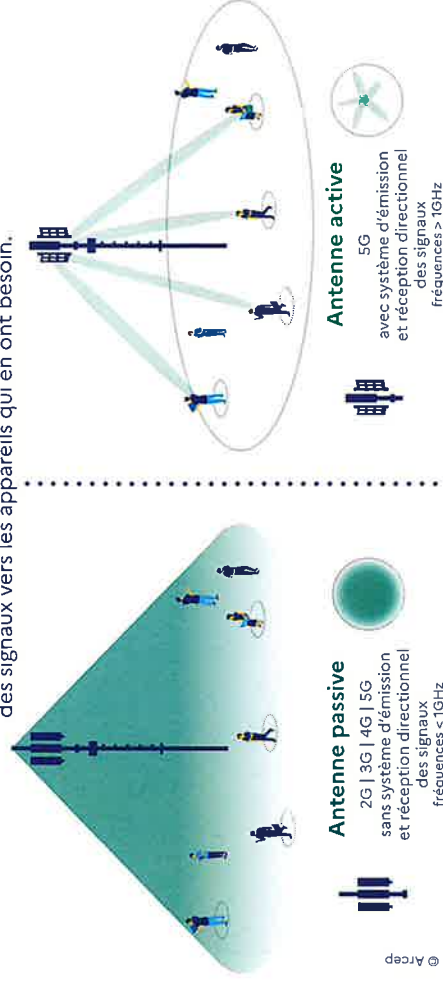 des signaux vers les appareils qui en ont besoin.
Antenne passive
2G | 3G | 4G | 5G
sans système d'émission
et réception directionnel
des signaux
fréquences < 1GHz
Antenne active
5G
avec système d'émission
et réception directionnel
des signaux
fréquences > 1GHz
© Arcep